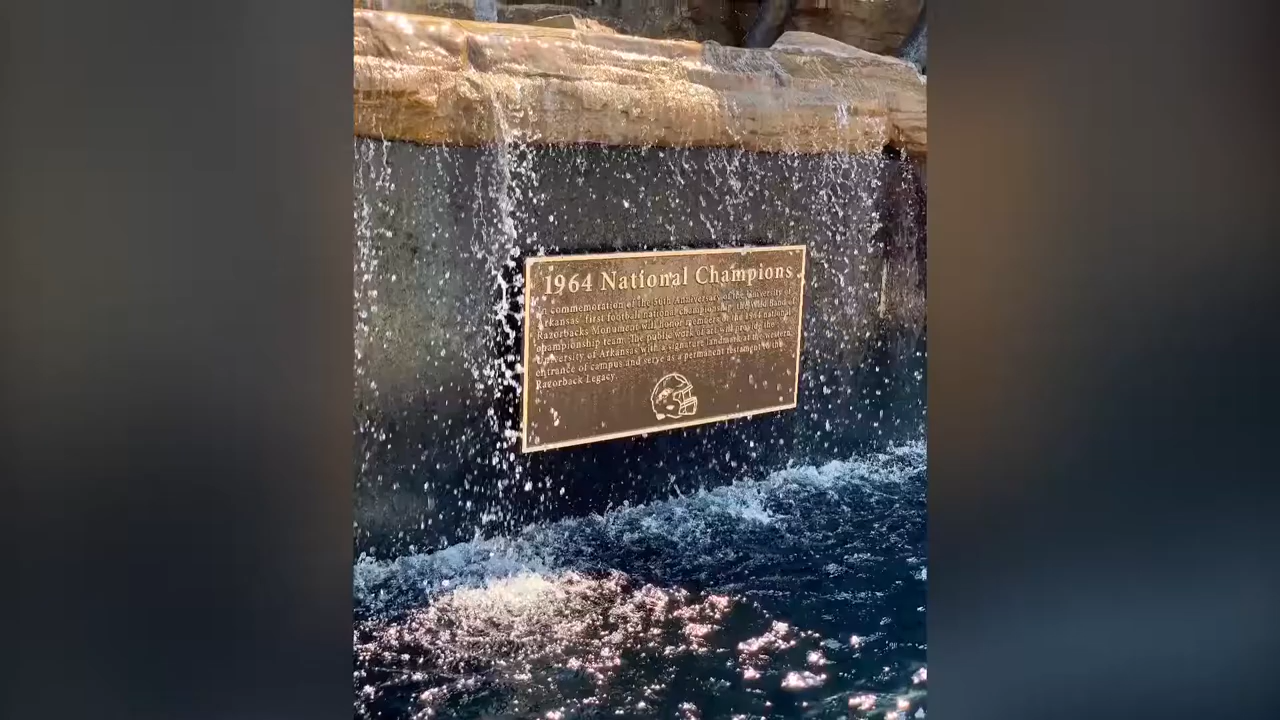 1964 National Champions
In commemoration of the 50th Anniversary of the University of
Arkansas' first football national championship, the Wild Band of
Razorbacks Monument will honor members of the 1964 national
championship team. The public work of art will provide the
University of Arkansas with a signature landmark at its western
entrance of campus and serve as a permanent testament to the
Razorback Legacy.